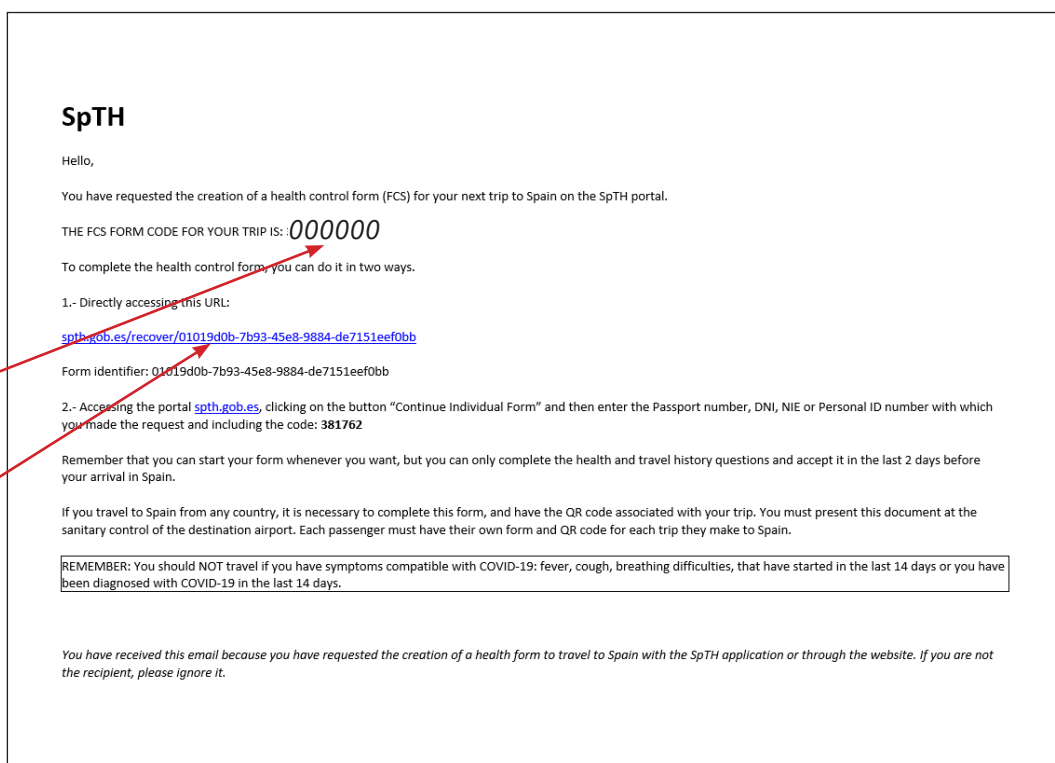 SpTH
Hello,
You have requested the creation of a health control form (FCS) for your next trip to Spain on the SpTH portal.
THE FCS FORM CODE FOR YOUR TRIP IS: 000000
To complete the health control form, you can do it in two ways.
1.- Directly accessing this URL:
spth.gob.es/recover/01019d0b-7b93-45e8-9884-de7151eef0bb
Form identifier: 01019d0b-7b93-45e8-9884-de7151eef0bb
2.- Accessing the portal spth.gob.es, clicking on the button “Continue Individual Form” and then enter the Passport number, DNI, NIE or Personal ID number with which
you made the request and including the code: 381762
Remember that you can start your form whenever you want, but you can only complete the health and travel history questions and accept it in the last 2 days before
your arrival in Spain.
If you travel to Spain from any country, it is necessary to complete this form, and have the QR code associated with your trip. You must present this document at the
sanitary control of the destination airport. Each passenger must have their own form and QR code for each trip they make to Spain.
REMEMBER: You should NOT travel if you have symptoms compatible with COVID-19: fever, cough, breathing difficulties, that have started in the last 14 days or you have
been diagnosed with COVID-19 in the last 14 days.
You have received this email because you have requested the creation of a health form to travel to Spain with the SpTH application or through the website. If you are not
the recipient, please ignore it.